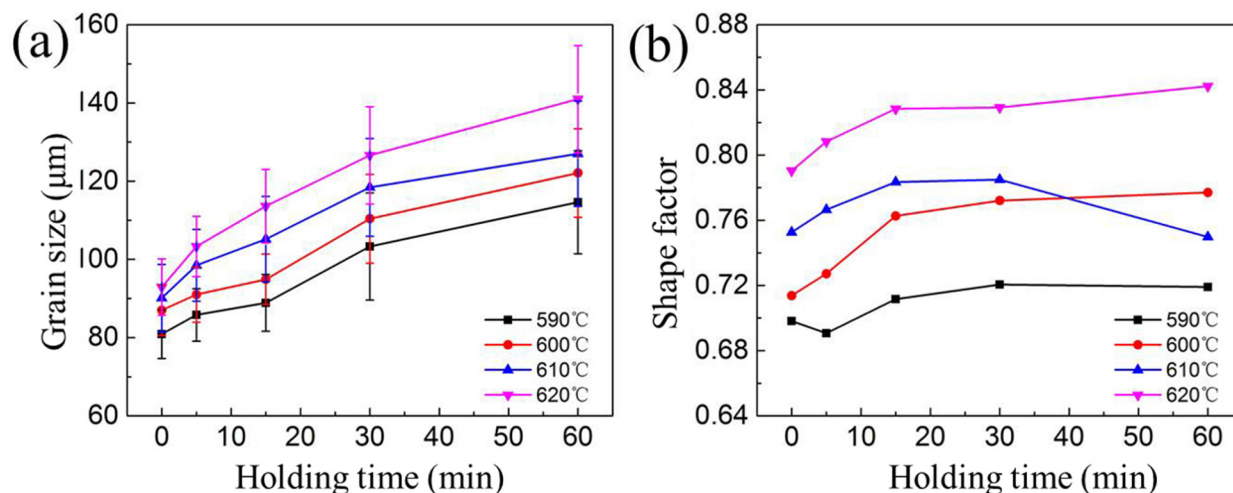 (a)
Grain size (μm)
160
140
120
100
80
60
0 10 20 30 40 50 60
Holding time (min)
590℃
600℃
610℃
620℃
(b)
Shape factor
0.88
0.84
0.80
0.76
0.72
0.68
0.64
0 10 20 30 40 50 60
Holding time (min)
590℃
600℃
610℃
620℃